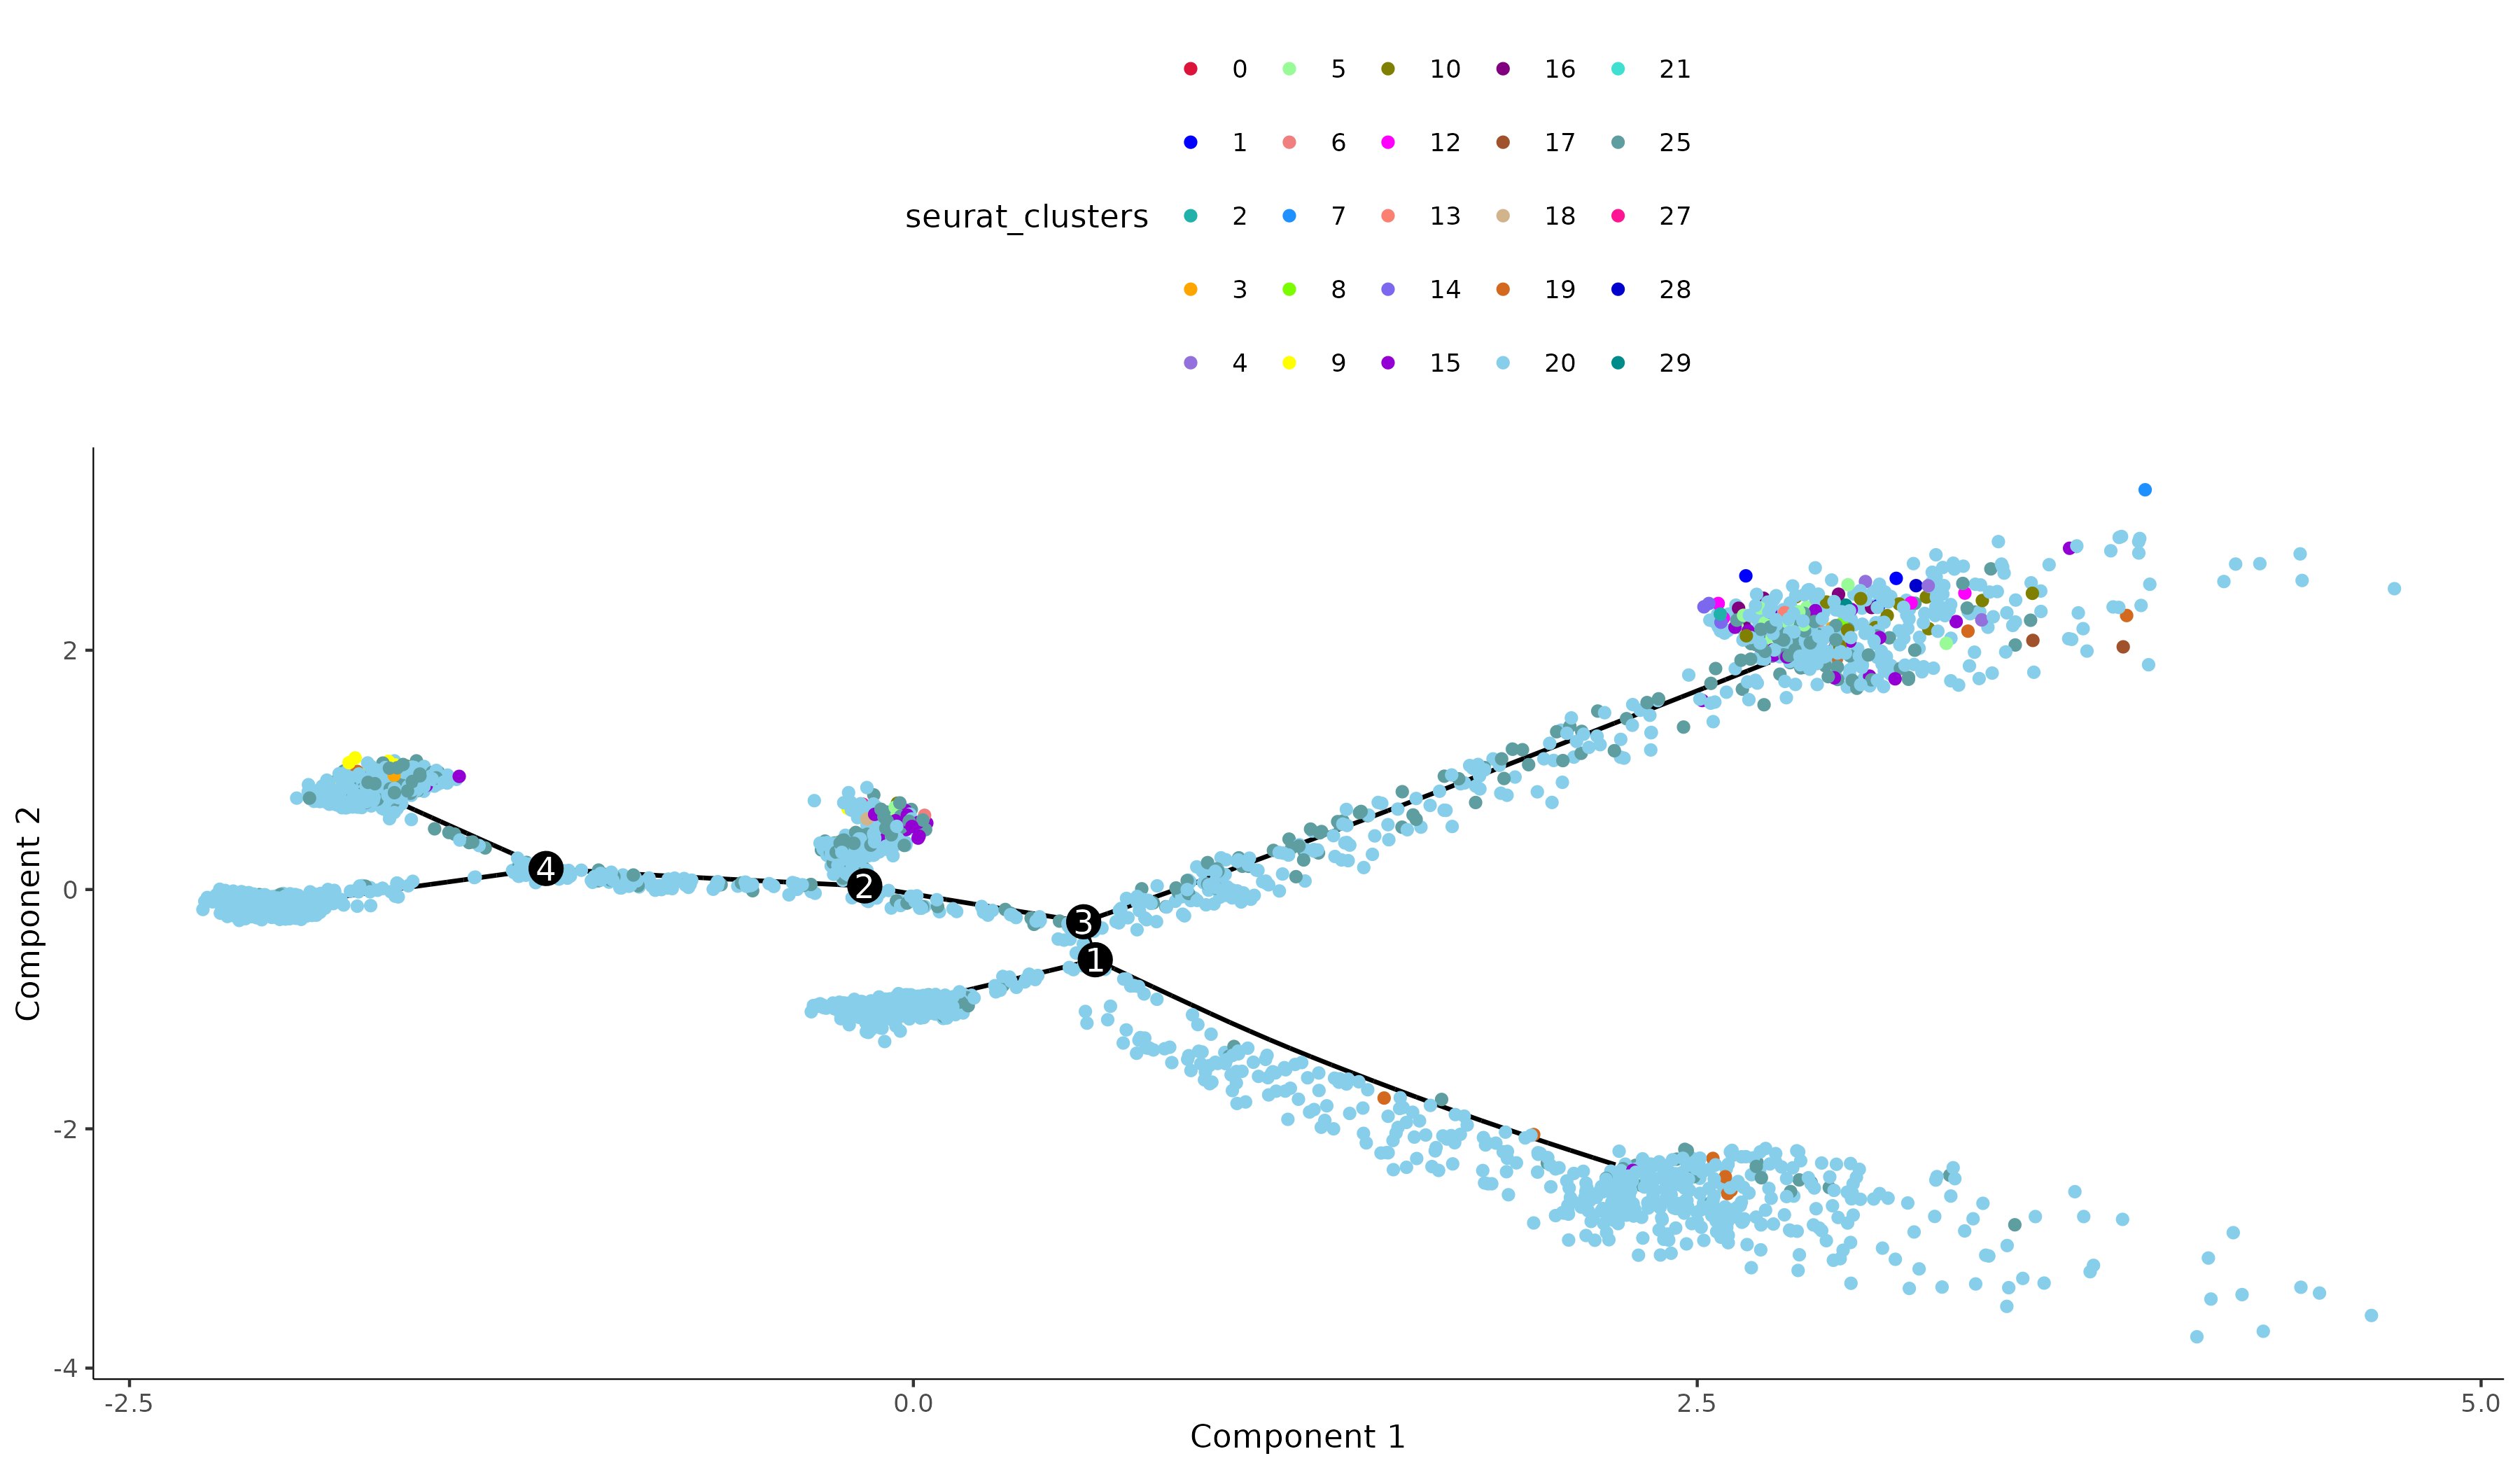 0 5 10 16 21
1 6 12 17 25
seurat_clusters 2 7 13 18 27
3 8 14 19 28
4 9 15 20 29
Component 2
2
0
-2
-4
4
2
3
1
-2.5 0.0 2.5 5.0
Component 1